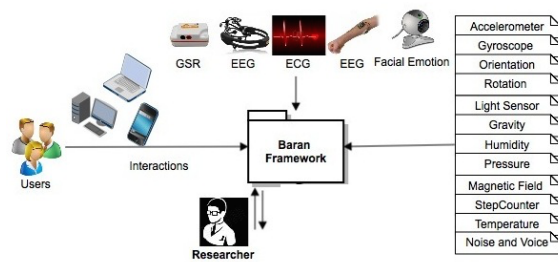 GSR
EEG
ECG
EEG
Facial Emotion
Users
Interactions
Baran
Framework
Researcher
Accelerometer
Gyroscope
Orientation
Rotation
Light Sensor
Gravity
Humidity
Pressure
Magnetic Field
StepCounter
Temperature
Noise and Voice